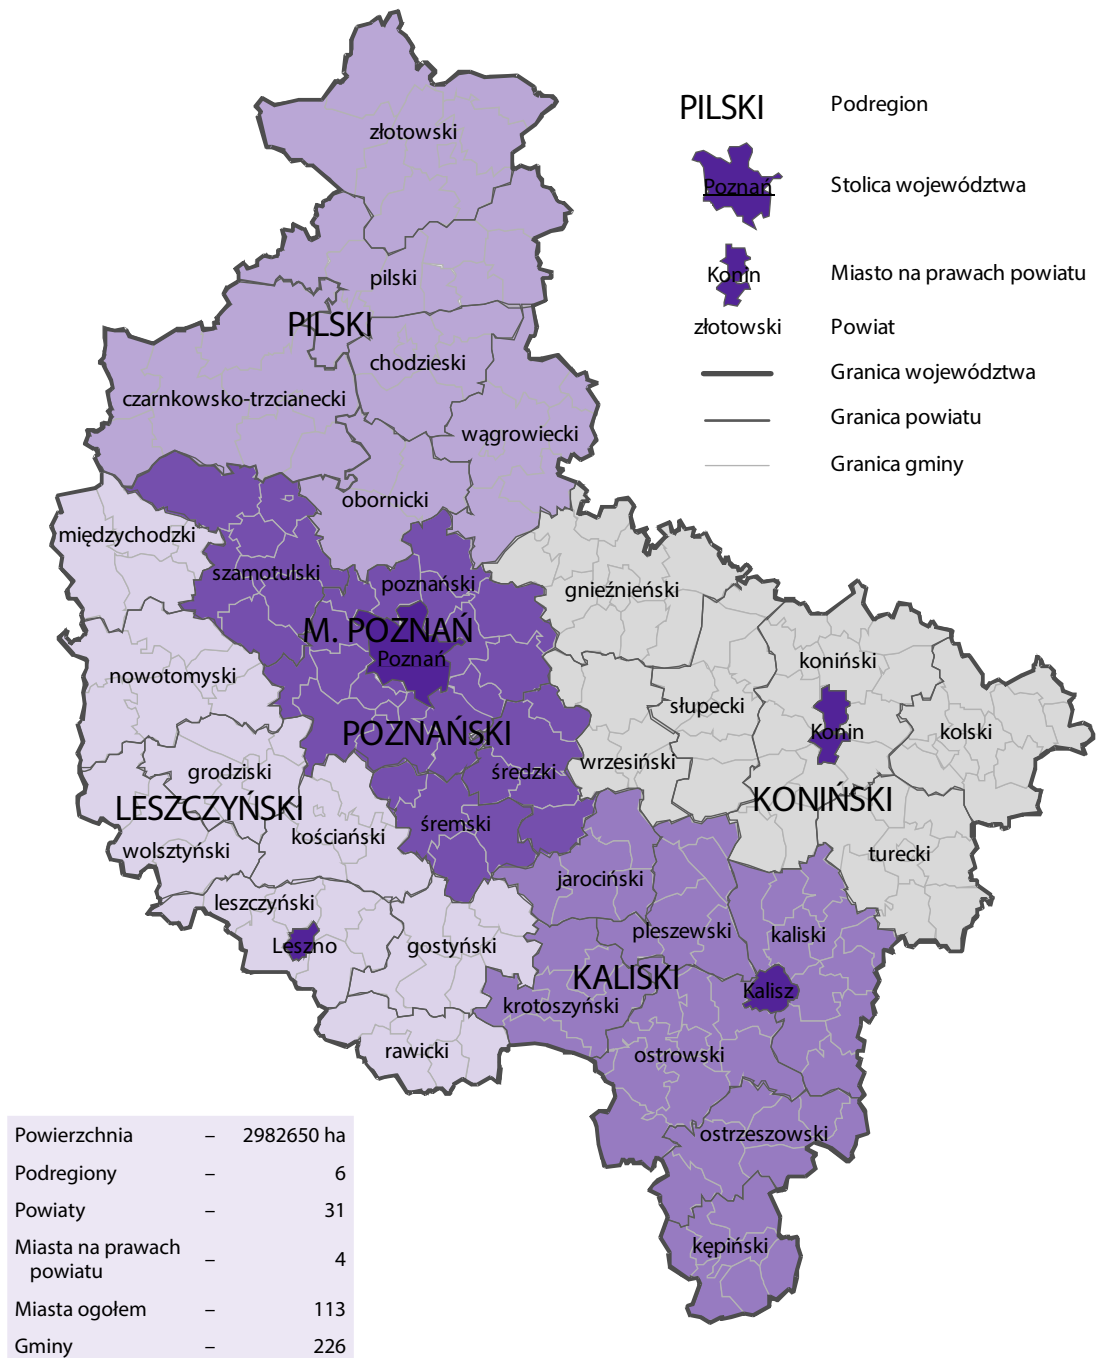 złotowski
pilski
PILSKI
chodzieski
czarnkowsko-trzcianecki
wągrowiecki
obornicki
międzychodzki
szamotulski
poznański
gnieźnieński
M. POZNAŃ
Poznań
koniński
nowotomyski
słupecki
Konin
kolski
POZNAŃSKI
wrzesiński
grodziski
średzki
LESZCZYŃSKI
KONIŃSKI
kościański
śremski
wolsztyński
turecki
jarociński
leszczyński
pleszewski
kaliski
Leszno
gostyński
KALISKI
Kalisz
krotoszyński
rawicki
ostrowski
ostrzeszowski
kępiński
PILSKI Podregion
Poznań Stolica województwa
Konin Miasto na prawach powiatu
złotowski Powiat
Granica województwa
Granica powiatu
Granica gminy
Powierzchnia – 2982650 ha
Podregiony – 6
Powiaty – 31
Miasta na prawach
powiatu – 4
Miasta ogołem – 113
Gminy – 226